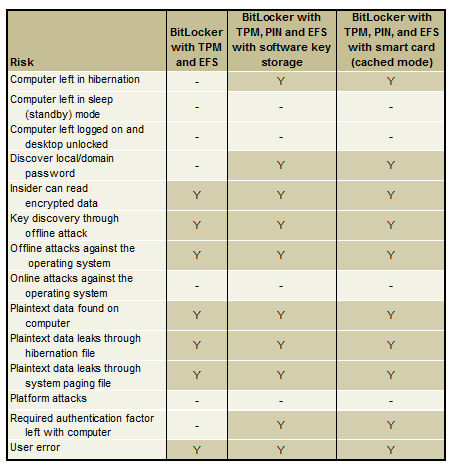 Risk BitLocker with TPM and EFS BitLocker with TPM, PIN and EFS with software key storage BitLocker with TPM, PIN, and EFS with smart card (cached mode)
Computer left in hibernation - Y Y
Computer left in sleep (standby) mode - - -
Computer left logged on and desktop unlocked - - -
Discover local/domain password - Y Y
Insider can read encrypted data Y Y Y
Key discovery through offline attack Y Y Y
Offline attacks against the operating system Y Y Y
Online attacks against the operating system - - -
Plaintext data found on computer Y Y Y
Plaintext data leaks through hibernation file Y Y Y
Plaintext data leaks through system paging file Y Y Y
Platform attacks - - -
Required authentication factor left with computer - Y Y
User error Y Y Y